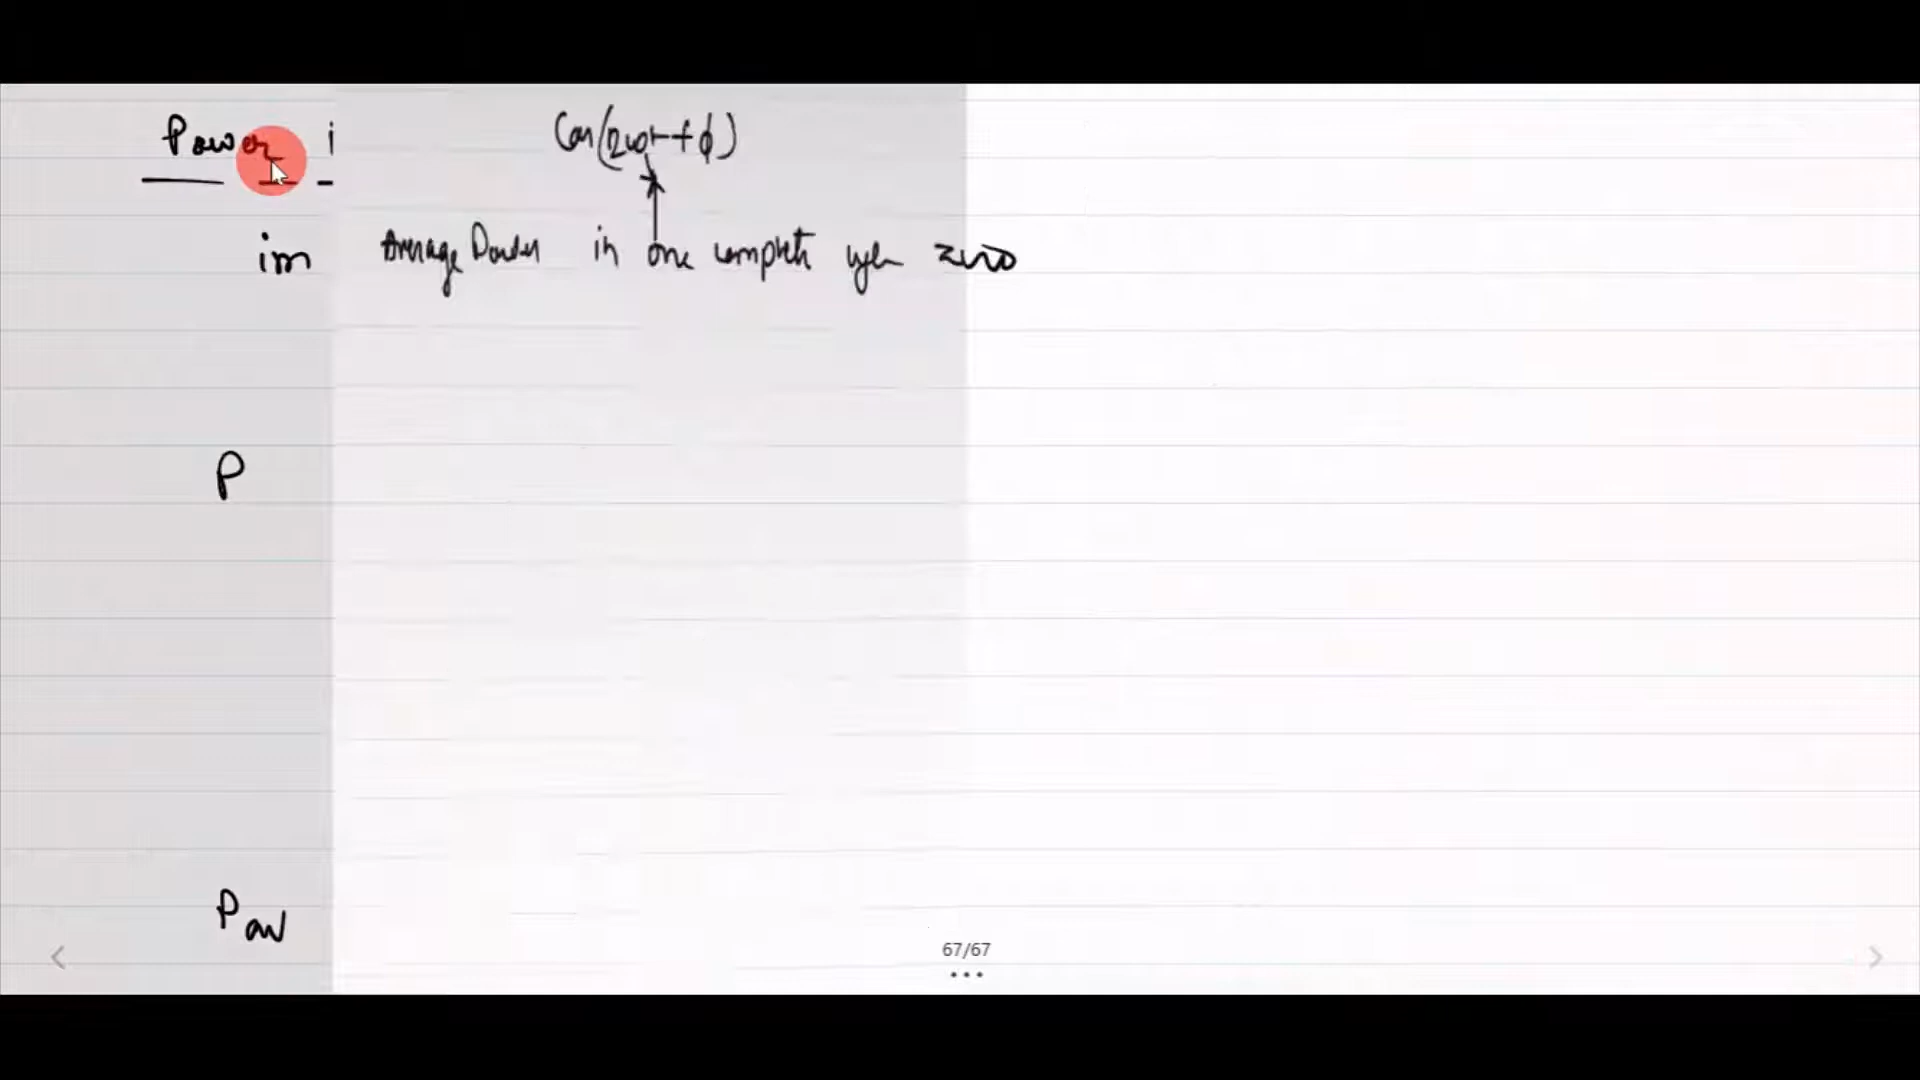 Power i
Cos(2ωt+ϕ)
im
Average Power in one complete cycle zero
P
Pav
67/67